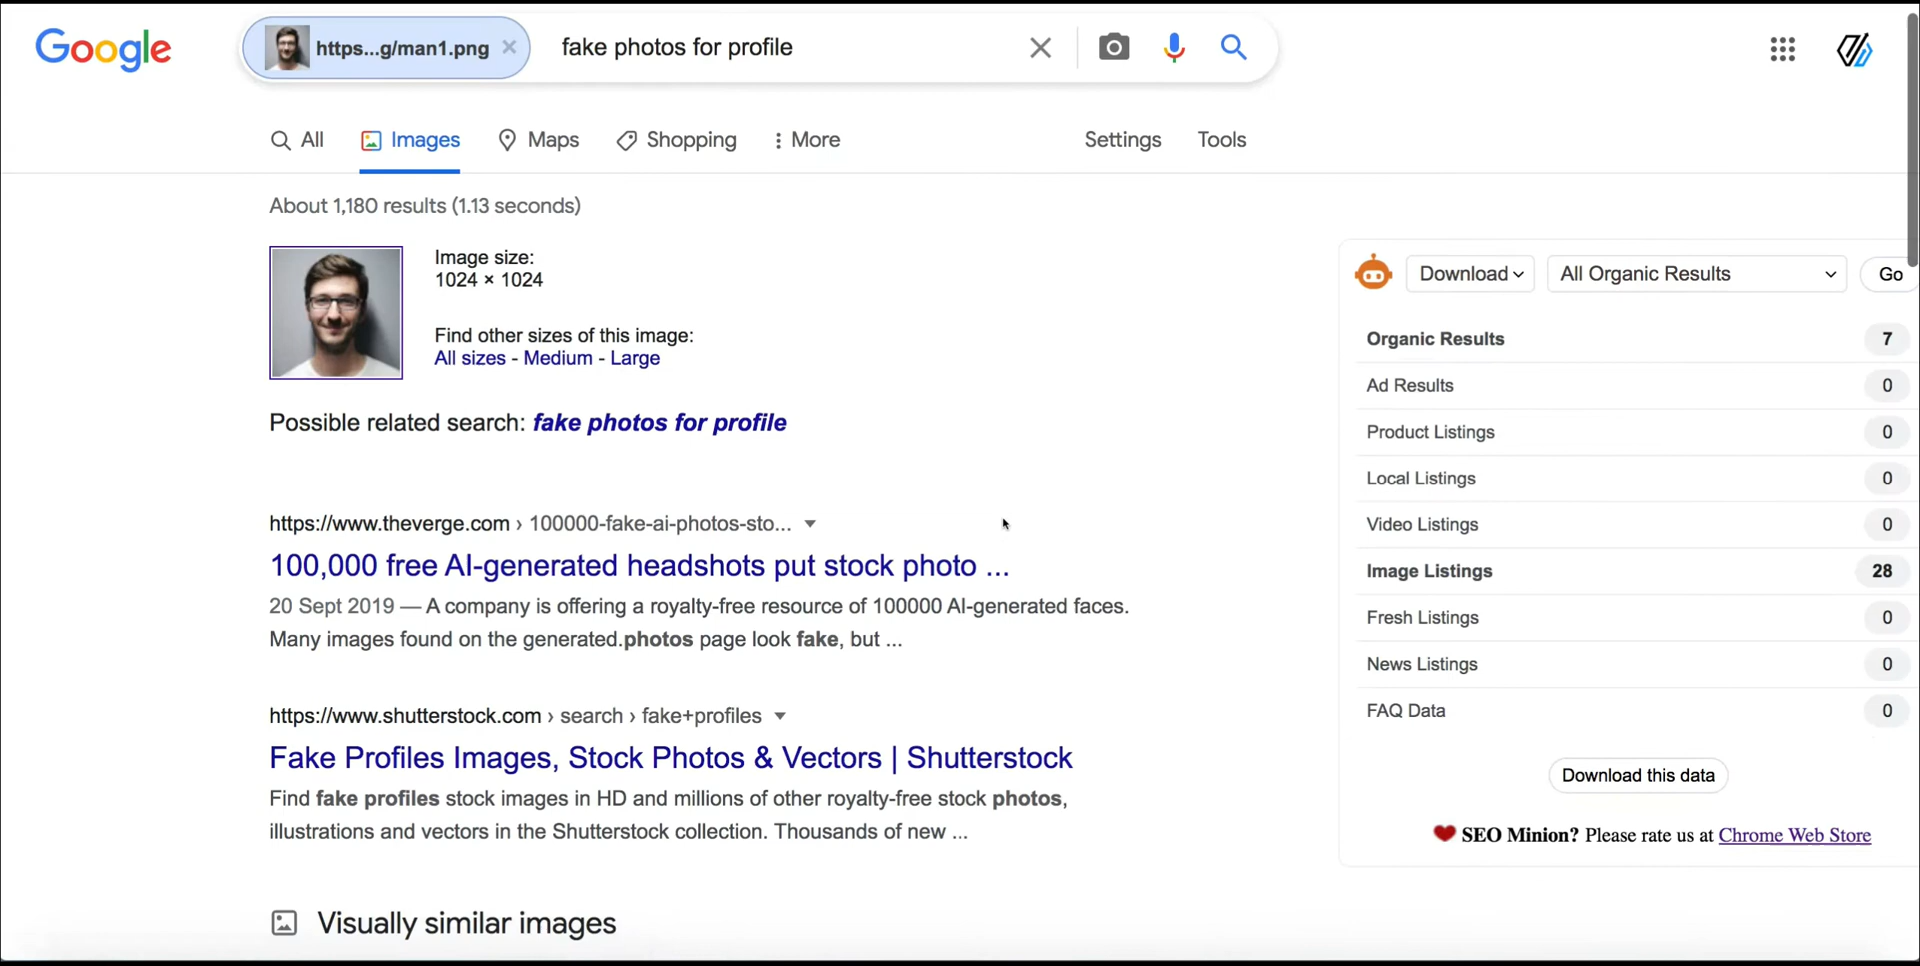 Google
https...g/man1.png
fake photos for profile
All
Images
Maps
Shopping
More
Settings
Tools
About 1,180 results (1.13 seconds)
Image size:
1024 × 1024
Find other sizes of this image:
All sizes - Medium - Large
Possible related search: fake photos for profile
https://www.theverge.com › 100000-fake-ai-photos-sto...
100,000 free AI-generated headshots put stock photo ...
20 Sept 2019 — A company is offering a royalty-free resource of 100000 AI-generated faces.
Many images found on the generated.photos page look fake, but ...
https://www.shutterstock.com › search › fake+profiles
Fake Profiles Images, Stock Photos & Vectors | Shutterstock
Find fake profiles stock images in HD and millions of other royalty-free stock photos,
illustrations and vectors in the Shutterstock collection. Thousands of new ...
Visually similar images
Download
All Organic Results
Go
Organic Results 7
Ad Results 0
Product Listings 0
Local Listings 0
Video Listings 0
Image Listings 28
Fresh Listings 0
News Listings 0
FAQ Data 0
Download this data
SEO Minion? Please rate us at Chrome Web Store